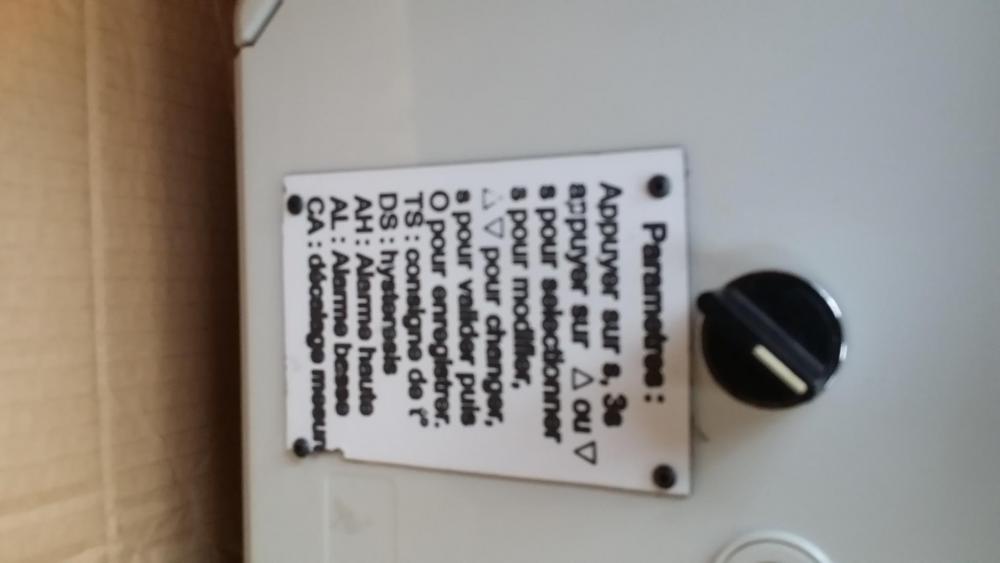 Parametres :
Appuyer sur s, 3s
appuyer sur △ ou ▽
s pour selectionner
s pour modifier,
△ ▽ pour changer,
s pour valider puis
O pour enregistrer.
TS : consigne de t°
DS : hysteresis
AH : Alarme haute
AL : Alarme basse
CA : décalage mesure